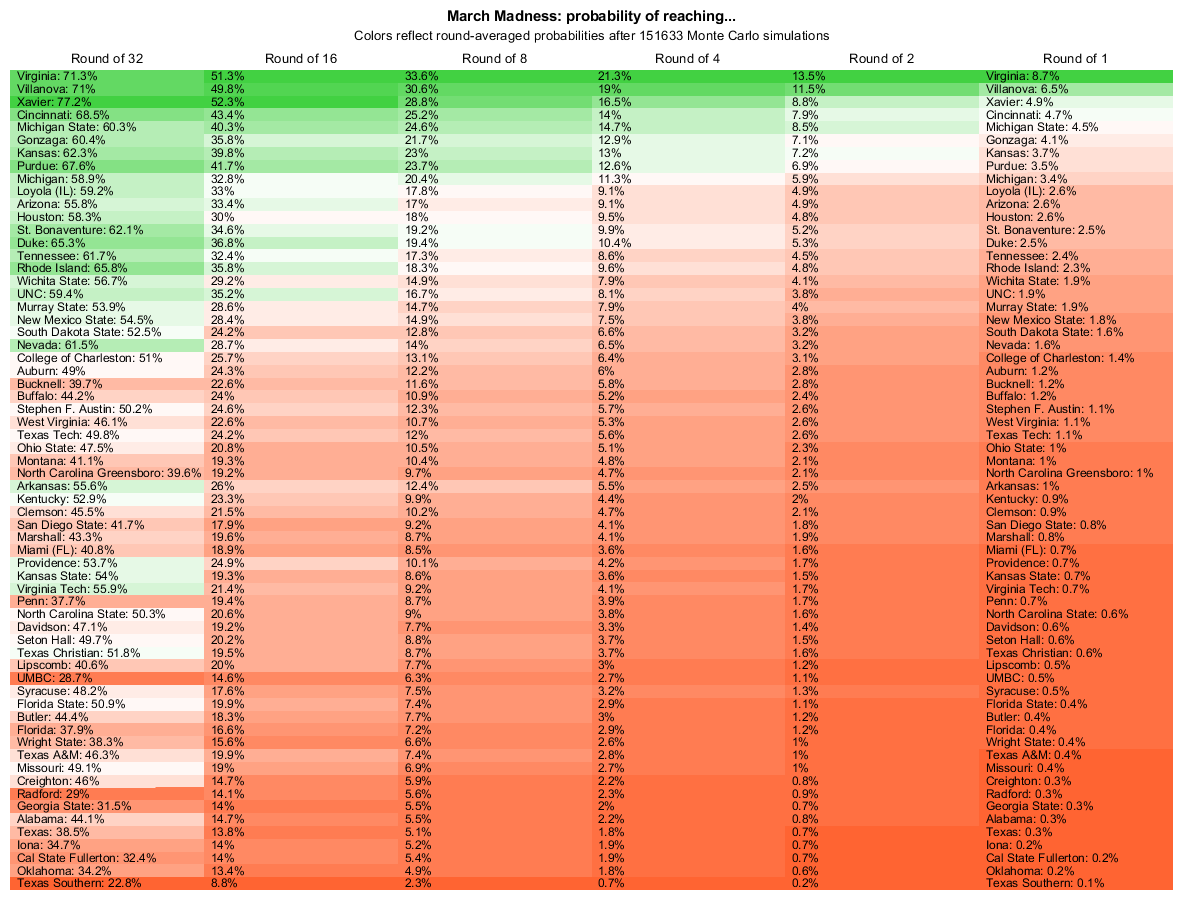 March Madness: probability of reaching...
Colors reflect round-averaged probabilities after 151633 Monte Carlo simulations
Round of 32 Round of 16 Round of 8 Round of 4 Round of 2 Round of 1
Virginia: 71.3% 51.3% 33.6% 21.3% 13.5% Virginia: 8.7%
Villanova: 71% 49.8% 30.6% 19% 11.5% Villanova: 6.5%
Xavier: 77.2% 52.3% 28.8% 16.5% 8.8% Xavier: 4.9%
Cincinnati: 68.5% 43.4% 25.2% 14% 7.9% Cincinnati: 4.7%
Michigan State: 60.3% 40.3% 24.6% 14.7% 8.5% Michigan State: 4.5%
Gonzaga: 60.4% 35.8% 21.7% 12.9% 7.1% Gonzaga: 4.1%
Kansas: 62.3% 39.8% 23% 13% 7.2% Kansas: 3.7%
Purdue: 67.6% 41.7% 23.7% 12.6% 6.9% Purdue: 3.5%
Michigan: 58.9% 32.8% 20.4% 11.3% 5.9% Michigan: 3.4%
Loyola (IL): 59.2% 33% 17.8% 9.1% 4.9% Loyola (IL): 2.6%
Arizona: 55.8% 33.4% 17% 9.1% 4.9% Arizona: 2.6%
Houston: 58.3% 30% 18% 9.5% 4.8% Houston: 2.6%
St. Bonaventure: 62.1% 34.6% 19.2% 9.9% 5.2% St. Bonaventure: 2.5%
Duke: 65.3% 36.8% 19.4% 10.4% 5.3% Duke: 2.5%
Tennessee: 61.7% 32.4% 17.3% 8.6% 4.5% Tennessee: 2.4%
Rhode Island: 65.8% 35.8% 18.3% 9.6% 4.8% Rhode Island: 2.3%
Wichita State: 56.7% 29.2% 14.9% 7.9% 4.1% Wichita State: 1.9%
UNC: 59.4% 35.2% 16.7% 8.1% 3.8% UNC: 1.9%
Murray State: 53.9% 28.6% 14.7% 7.9% 4% Murray State: 1.9%
New Mexico State: 54.5% 28.4% 14.9% 7.5% 3.8% New Mexico State: 1.8%
South Dakota State: 52.5% 24.2% 12.8% 6.6% 3.2% South Dakota State: 1.6%
Nevada: 61.5% 28.7% 14% 6.5% 3.2% Nevada: 1.6%
College of Charleston: 51% 25.7% 13.1% 6.4% 3.1% College of Charleston: 1.4%
Auburn: 49% 24.3% 12.2% 6% 2.8% Auburn: 1.2%
Bucknell: 39.7% 22.6% 11.6% 5.8% 2.8% Bucknell: 1.2%
Buffalo: 44.2% 24% 10.9% 5.2% 2.4% Buffalo: 1.2%
Stephen F. Austin: 50.2% 24.6% 12.3% 5.7% 2.6% Stephen F. Austin: 1.1%
West Virginia: 46.1% 22.6% 10.7% 5.3% 2.6% West Virginia: 1.1%
Texas Tech: 49.8% 24.2% 12% 5.6% 2.6% Texas Tech: 1.1%
Ohio State: 47.5% 20.8% 10.5% 5.1% 2.3% Ohio State: 1%
Montana: 41.1% 19.3% 10.4% 4.8% 2.1% Montana: 1%
North Carolina Greensboro: 39.6% 19.2% 9.7% 4.7% 2.1% North Carolina Greensboro: 1%
Arkansas: 55.6% 26% 12.4% 5.5% 2.5% Arkansas: 1%
Kentucky: 52.9% 23.3% 9.9% 4.4% 2% Kentucky: 0.9%
Clemson: 45.5% 21.5% 10.2% 4.7% 2.1% Clemson: 0.9%
San Diego State: 41.7% 17.9% 9.2% 4.1% 1.8% San Diego State: 0.8%
Marshall: 43.3% 19.6% 8.7% 4.1% 1.9% Marshall: 0.8%
Miami (FL): 40.8% 18.9% 8.5% 3.6% 1.6% Miami (FL): 0.7%
Providence: 53.7% 24.9% 10.1% 4.2% 1.7% Providence: 0.7%
Kansas State: 54% 19.3% 8.6% 3.6% 1.5% Kansas State: 0.7%
Virginia Tech: 55.9% 21.4% 9.2% 4.1% 1.7% Virginia Tech: 0.7%
Penn: 37.7% 19.4% 8.7% 3.9% 1.7% Penn: 0.7%
North Carolina State: 50.3% 20.6% 9% 3.8% 1.6% North Carolina State: 0.6%
Davidson: 47.1% 19.2% 7.7% 3.3% 1.4% Davidson: 0.6%
Seton Hall: 49.7% 20.2% 8.8% 3.7% 1.5% Seton Hall: 0.6%
Texas Christian: 51.8% 19.5% 8.7% 3.7% 1.6% Texas Christian: 0.6%
Lipscomb: 40.6% 20% 7.7% 3% 1.2% Lipscomb: 0.5%
UMBC: 28.7% 14.6% 6.3% 2.7% 1.1% UMBC: 0.5%
Syracuse: 48.2% 17.6% 7.5% 3.2% 1.3% Syracuse: 0.5%
Florida State: 50.9% 19.9% 7.4% 2.9% 1.1% Florida State: 0.4%
Butler: 44.4% 18.3% 7.7% 3% 1.2% Butler: 0.4%
Florida: 37.9% 16.6% 7.2% 2.9% 1.2% Florida: 0.4%
Wright State: 38.3% 15.6% 6.6% 2.6% 1% Wright State: 0.4%
Texas A&M: 46.3% 19.9% 7.4% 2.8% 1% Texas A&M: 0.4%
Missouri: 49.1% 19% 6.9% 2.7% 1% Missouri: 0.4%
Creighton: 46% 14.7% 5.9% 2.2% 0.8% Creighton: 0.3%
Radford: 29% 14.1% 5.6% 2.3% 0.9% Radford: 0.3%
Georgia State: 31.5% 14% 5.5% 2% 0.7% Georgia State: 0.3%
Alabama: 44.1% 14.7% 5.5% 2.2% 0.8% Alabama: 0.3%
Texas: 38.5% 13.8% 5.1% 1.8% 0.7% Texas: 0.3%
Iona: 34.7% 14% 5.2% 1.9% 0.7% Iona: 0.2%
Cal State Fullerton: 32.4% 14% 5.4% 1.9% 0.7% Cal State Fullerton: 0.2%
Oklahoma: 34.2% 13.4% 4.9% 1.8% 0.6% Oklahoma: 0.2%
Texas Southern: 22.8% 8.8% 2.3% 0.7% 0.2% Texas Southern: 0.1%